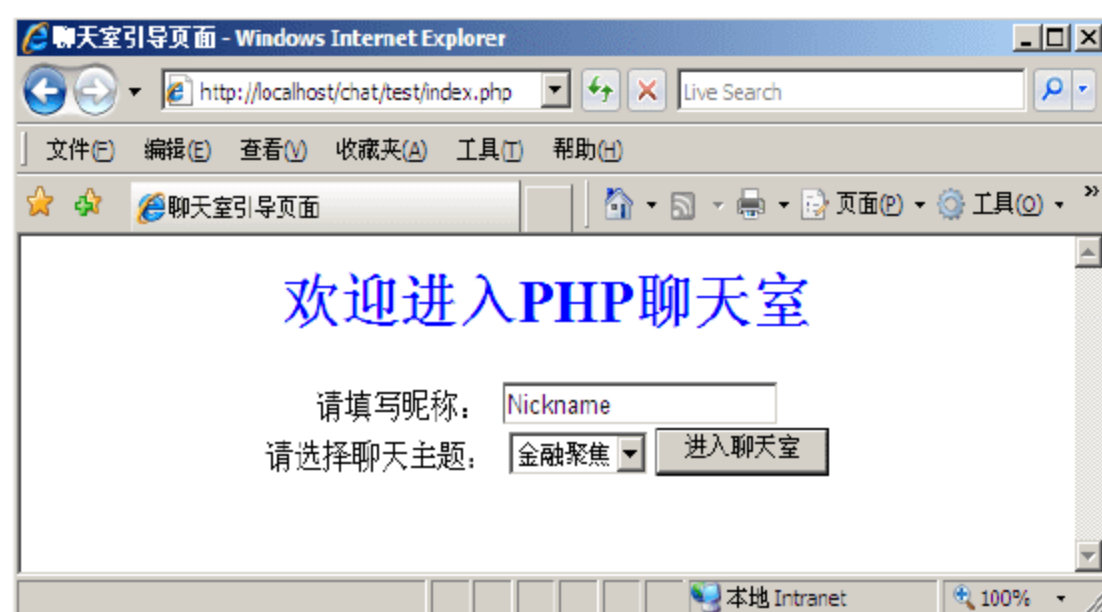 聊天室引导页面 - Windows Internet Explorer
http://localhost/chat/test/index.php Live Search
文件(F) 编辑(E) 查看(V) 收藏夹(A) 工具(T) 帮助(H)
聊天室引导页面 页面(P) 工具(O) »
欢迎进入PHP聊天室
请填写昵称： Nickname
请选择聊天主题： 金融聚焦 进入聊天室
本地 Intranet 100%